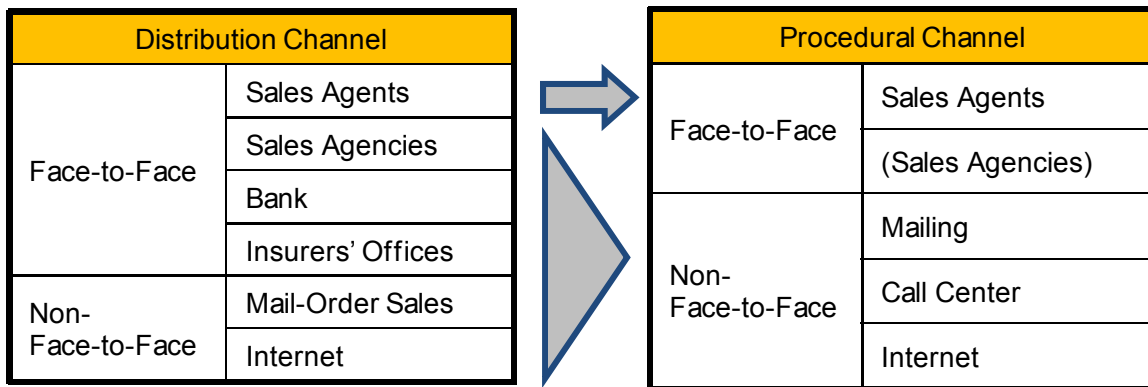 Distribution Channel
Face-to-Face
Sales Agents
Sales Agencies
Bank
Insurers’ Offices
Non-
Face-to-Face
Mail-Order Sales
Internet
Procedural Channel
Face-to-Face
Sales Agents
(Sales Agencies)
Non-
Face-to-Face
Mailing
Call Center
Internet